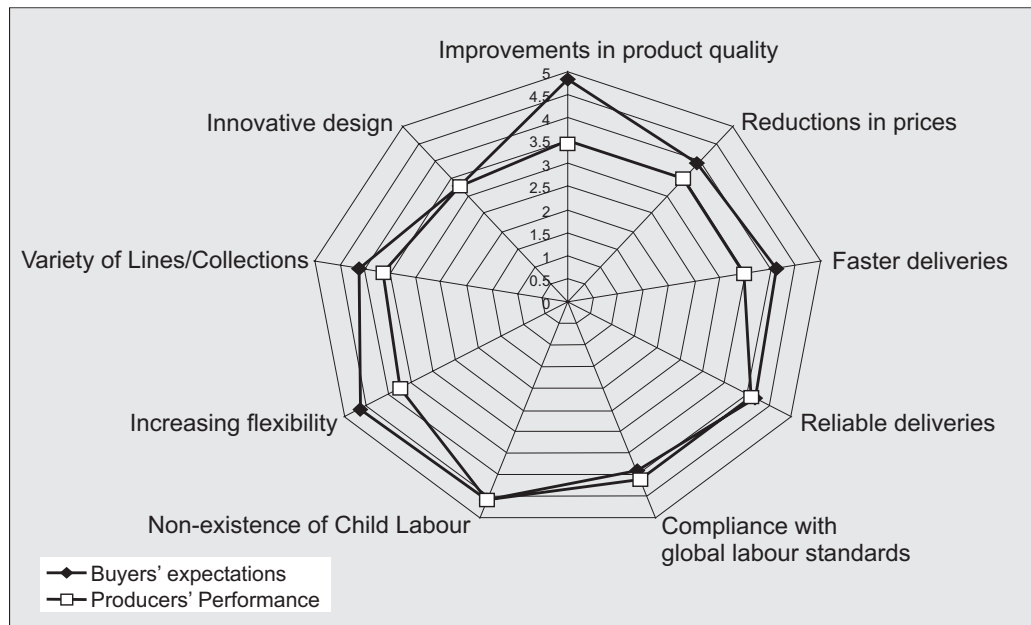 Improvements in product quality
5
4.5
4
3.5
3
2.5
2
1.5
1
0.5
0
Innovative design
Reductions in prices
Variety of Lines/Collections
Faster deliveries
Increasing flexibility
Reliable deliveries
Non-existence of Child Labour
Compliance with
global labour standards
Buyers’ expectations
Producers’ Performance